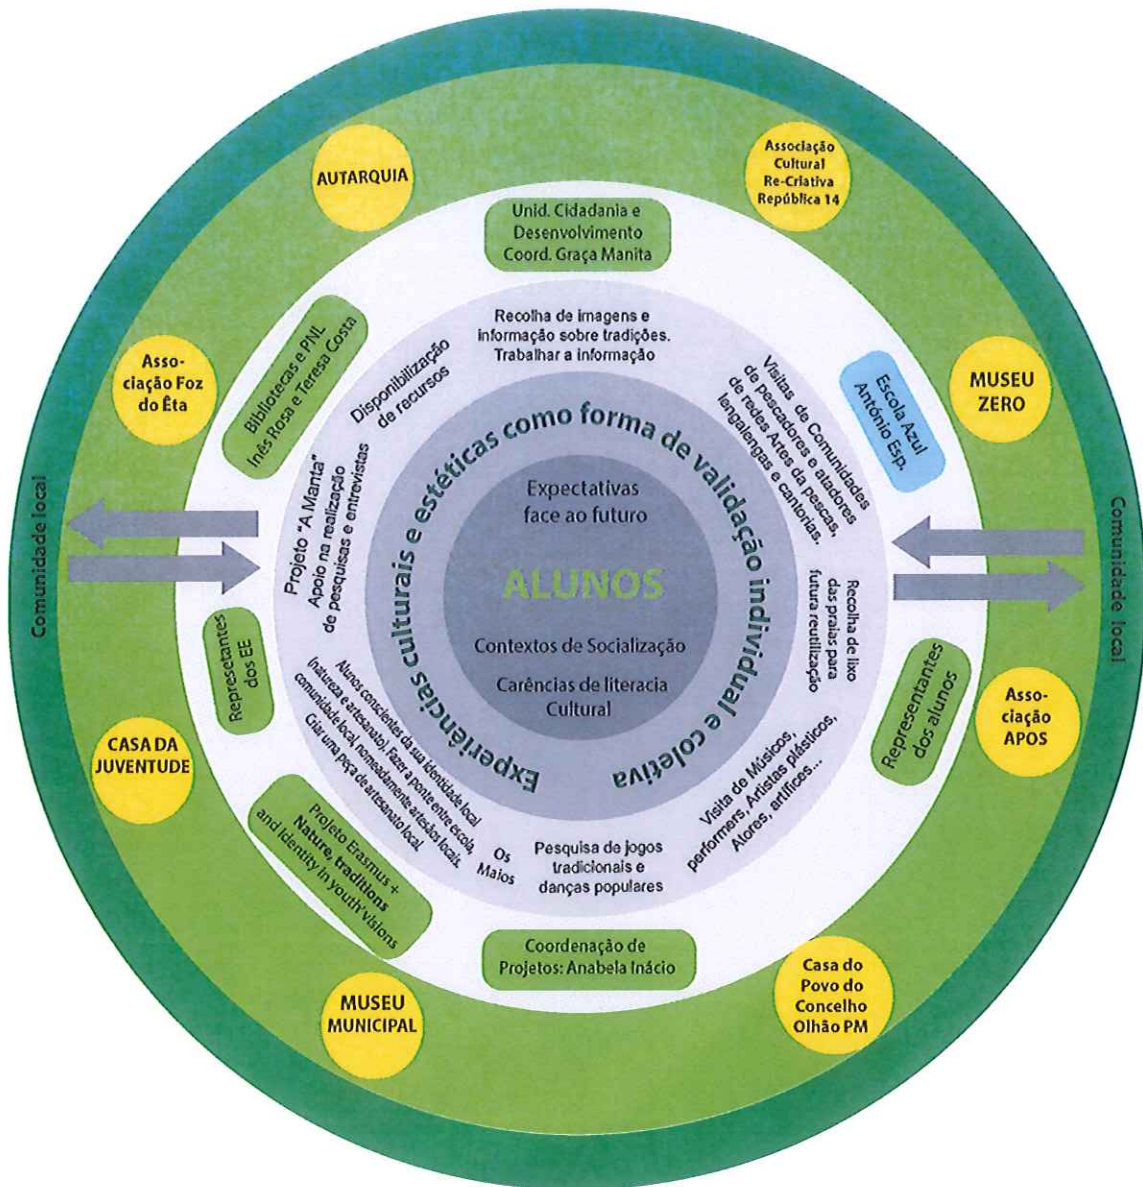 AUTARQUIA
Associação
Cultural
Re-Criativa
República 14
Unid. Cidadania e
Desenvolvimento
Coord. Graça Manita
Asso-
ciação Foz
do Êta
Bibliotecas e PNL
Inês Rosa e Teresa Costa
Disponibilização
de recursos
Recolha de imagens e
informação sobre tradições.
Trabalhar a informação
Visitas de Comunidades
de pescadores e atadores
de redes Artes da pescas,
lengalengas e cantorias.
Escola Azul
António Esp.
MUSEU
ZERO
Comunidade local
Projeto "A Manta"
Apoio na realização
de pesquisas e entrevistas
Experiências culturais e estéticas como forma de validação individual e coletiva
Expectativas
face ao futuro
ALUNOS
Contextos de Socialização
Carências de literacia
Cultural
Comunidade local
Recolha de lixo
das praias para
futura reutilização
Represetantes
dos EE
Representantes
dos alunos
Asso-
ciação
APOS
CASA DA
JUVENTUDE
Alunos conscientes da sua identidade local
(natureza e artesanato). Fazer a ponte entre escola,
comunidade local, nomeadamente artesãos locais.
Criar uma peça de artesanato local.
Os
Maios
Pesquisa de jogos
tradicionais e
danças populares
Visita de Músicos,
performers, Artistas plásticos,
Atores, artífices...
Projeto Erasmus +
Nature, traditions
and Identity in youth'visions
Coordenação de
Projetos: Anabela Inácio
MUSEU
MUNICIPAL
Casa do
Povo do
Concelho
Olhão PM